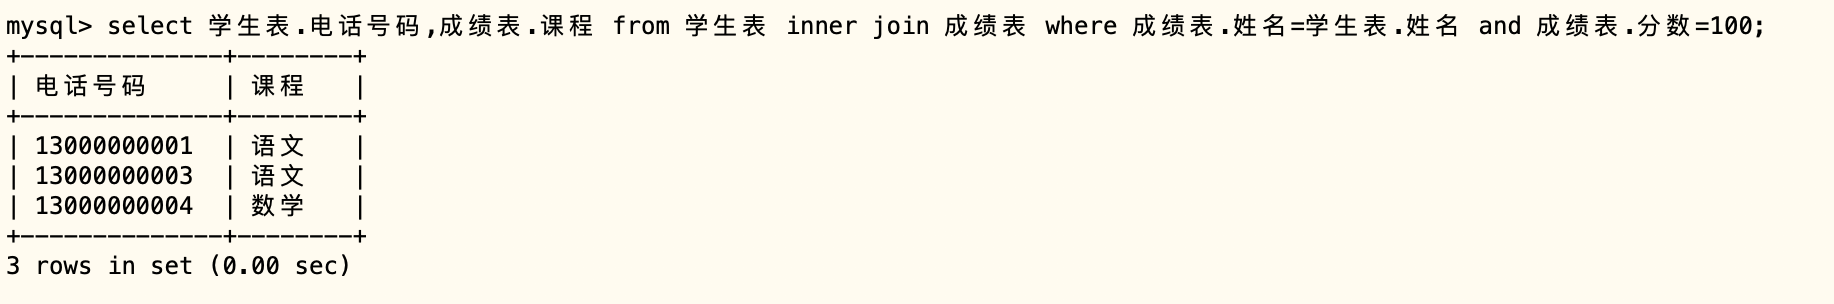 mysql> select 学生表.电话号码,成绩表.课程 from 学生表 inner join 成绩表 where 成绩表.姓名=学生表.姓名 and 成绩表.分数=100;
+--------------+--------+
| 电话号码      | 课程   |
+--------------+--------+
| 13000000001  | 语文   |
| 13000000003  | 语文   |
| 13000000004  | 数学   |
+--------------+--------+
3 rows in set (0.00 sec)